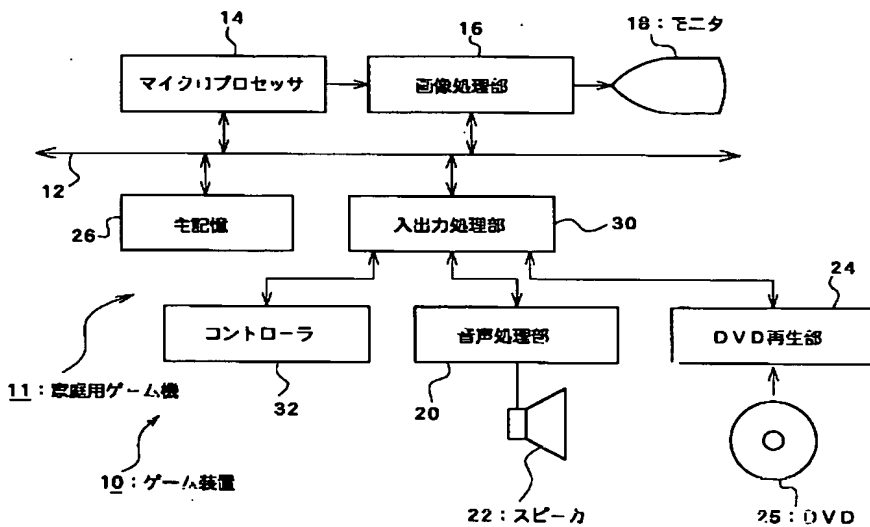 14
16
18：モニタ
マイクロプロセッサ
画像処理部
12
26
主記憶
入出力処理部
30
24
コントローラ
音声処理部
DVD再生部
11：家庭用ゲーム機
32
20
10：ゲーム装置
22：スピーカ
25：DVD